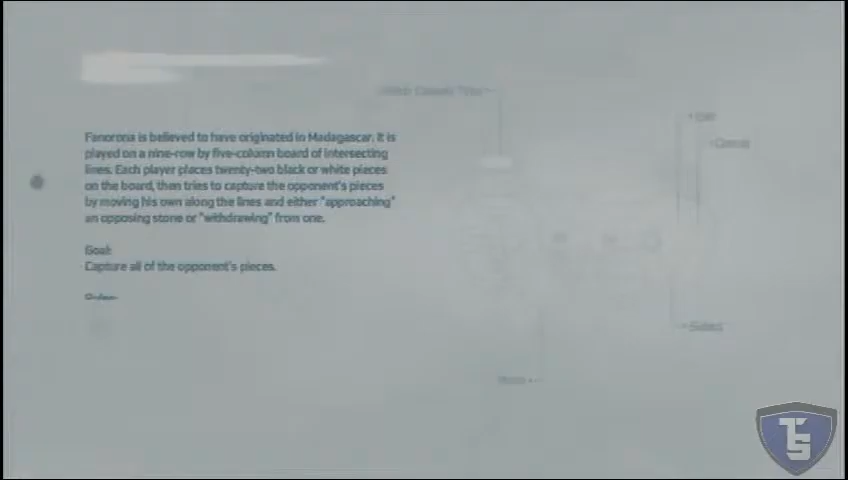 Fanorona is believed to have originated in Madagascar. It is
played on a nine-row by five-column board of intersecting
lines. Each player places twenty-two black or white pieces
on the board, then tries to capture the opponent's pieces
by moving his own along the lines and either "approaching"
an opposing stone or "withdrawing" from one.
Goal:
Capture all of the opponent's pieces.
Select
TS